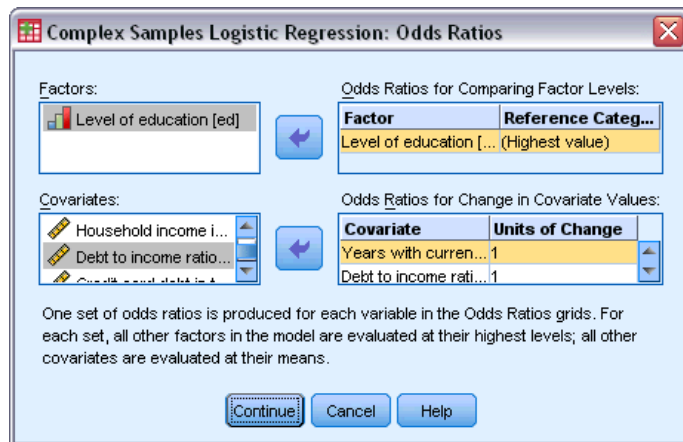 Complex Samples Logistic Regression: Odds Ratios
Factors:
Level of education [ed]
Odds Ratios for Comparing Factor Levels:
Factor Reference Categ...
Level of education [... (Highest value)
Covariates:
Household income i...
Debt to income ratio...
Odds Ratios for Change in Covariate Values:
Covariate Units of Change
Years with curren... 1
Debt to income rati... 1
One set of odds ratios is produced for each variable in the Odds Ratios grids. For
each set, all other factors in the model are evaluated at their highest levels; all other
covariates are evaluated at their means.
Continue Cancel Help